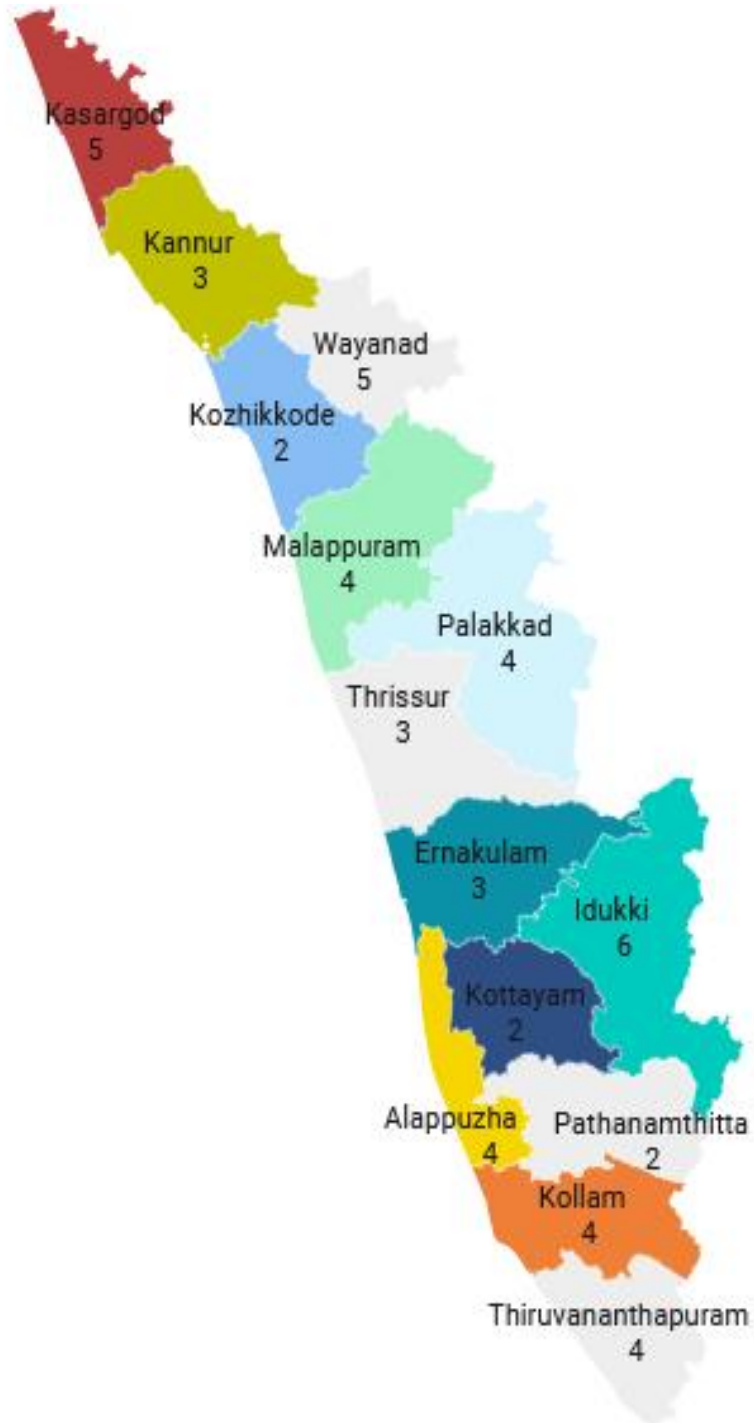 Kasargod
5
Kannur
3
Wayanad
5
Kozhikkode
2
Malappuram
4
Palakkad
4
Thrissur
3
Ernakulam
3
Idukki
6
Kottayam
2
Alappuzha
4
Pathanamthitta
2
Kollam
4
Thiruvananthapuram
4